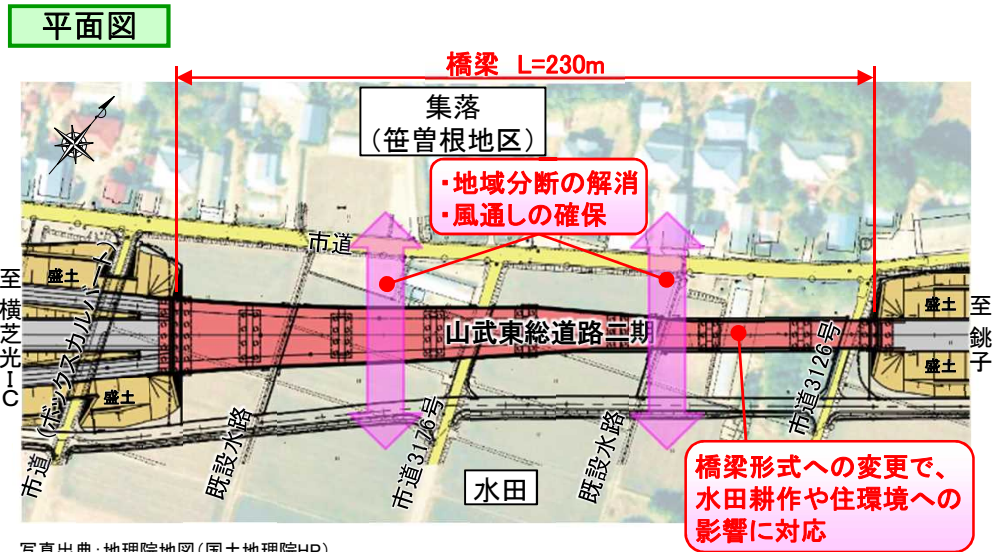 平面図
橋梁 L=230m
集落
(笹曽根地区)
・地域分断の解消
・風通しの確保
市道
至横芝光IC
盛土
盛土
市道(ボックスカルバート)
山武東総道路二期
盛土
盛土
至銚子
既設水路
市道3176号
既設水路
市道3126号
水田
橋梁形式への変更で、
水田耕作や住環境への
影響に対応
写真出典:地理院地図(国土地理院HP)